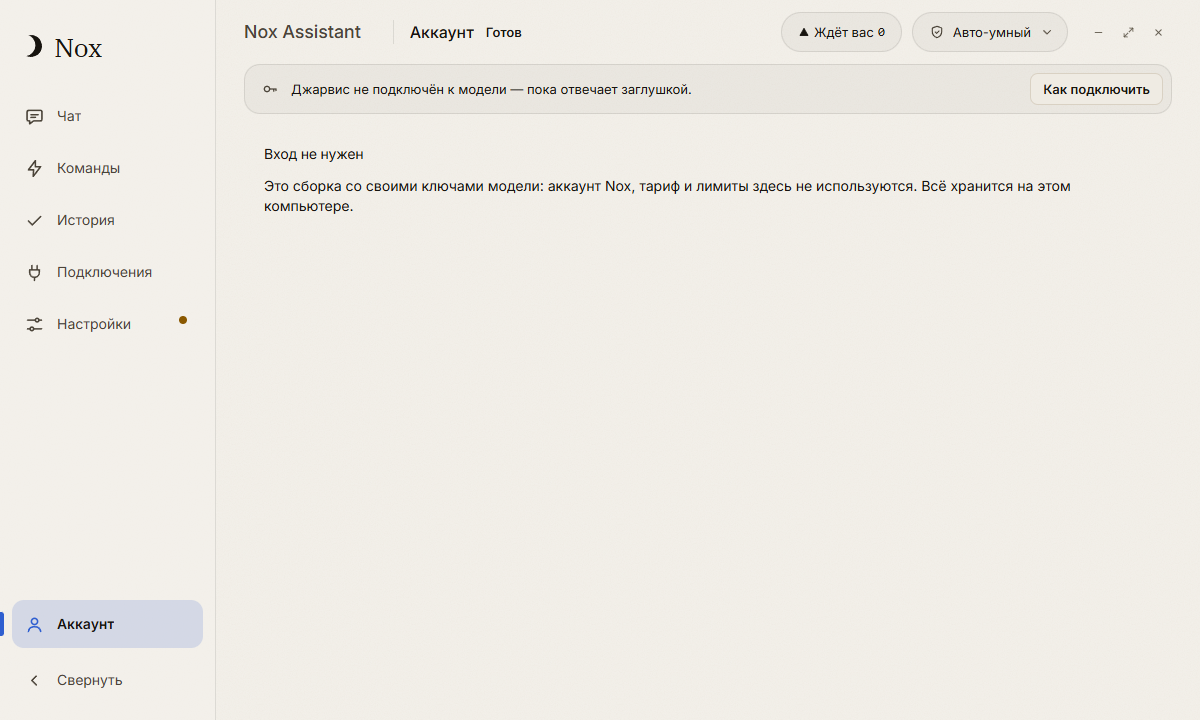 Nox
Чат
Команды
История
Подключения
Настройки
Аккаунт
Свернуть
Nox Assistant
Аккаунт Готов
Ждёт вас 0
Авто-умный
Джарвис не подключён к модели — пока отвечает заглушкой.
Как подключить
Вход не нужен
Это сборка со своими ключами модели: аккаунт Nox, тариф и лимиты здесь не используются. Всё хранится на этом
компьютере.